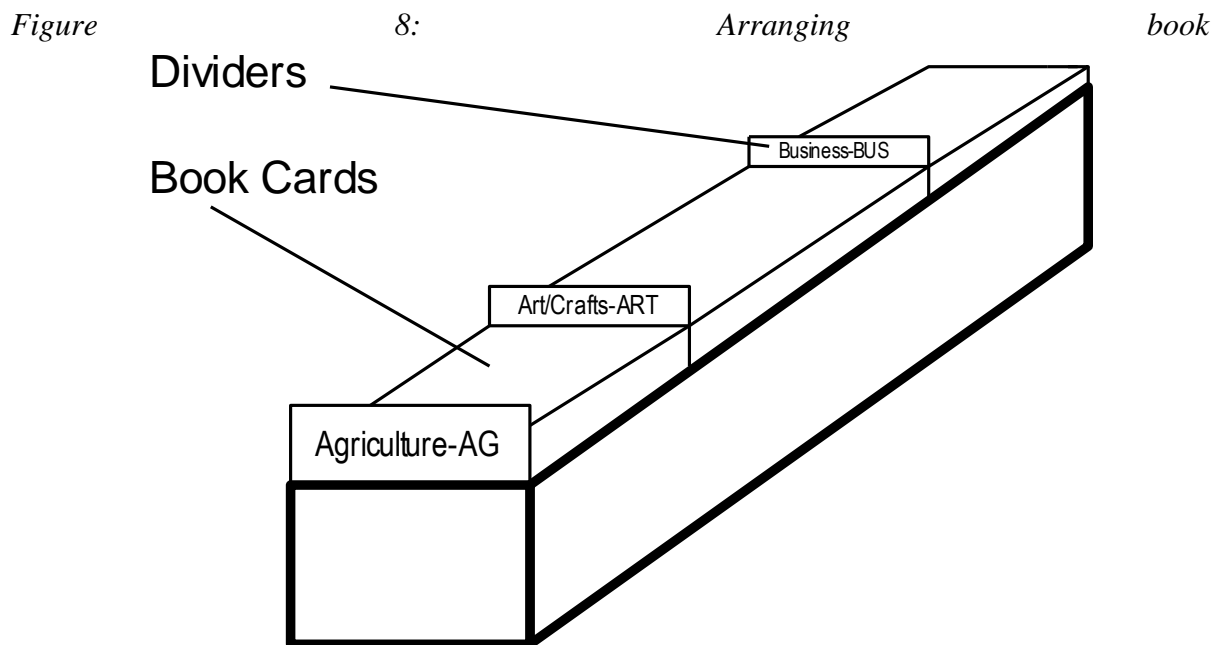 Figure 8: Arranging book
Dividers
Business-BUS
Book Cards
Art/Crafts-ART
Agriculture-AG